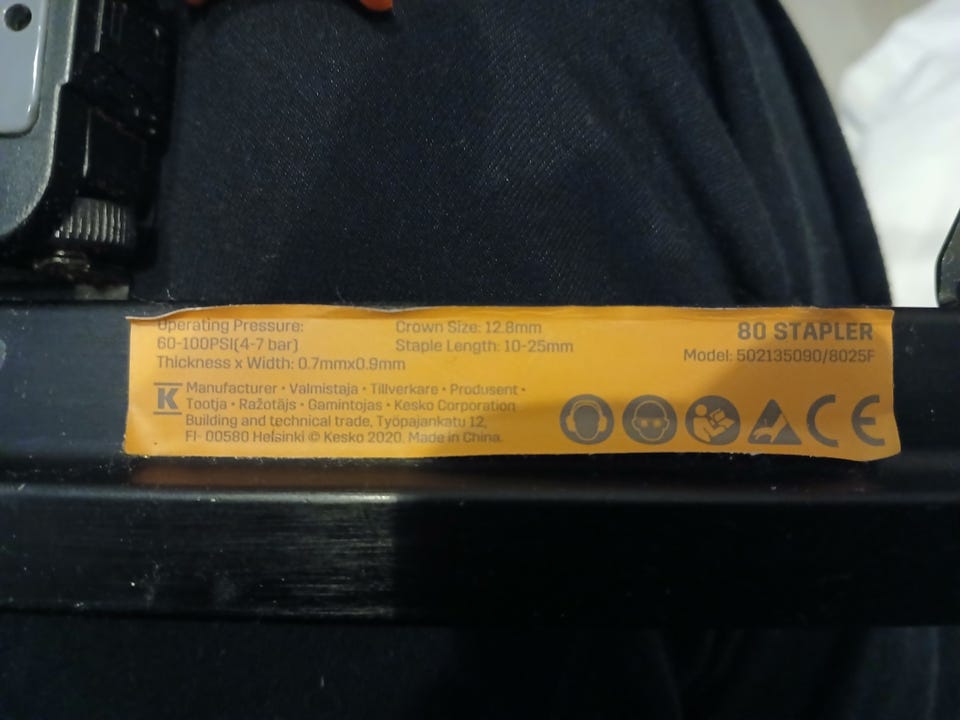 Operating Pressure:
60-100PSI(4-7 bar)
Thickness x Width: 0.7mmx0.9mm
Crown Size: 12.8mm
Staple Length: 10-25mm
80 STAPLER
Model: 502135090/8025F
K
Manufacturer • Valmistaja • Tillverkare • Produsent •
Tootja • Ražotājs • Gamintojas • Kesko Corporation
Building and technical trade, Työpajankatu 12,
FI- 00580 Helsinki © Kesko 2020. Made in China.
CE